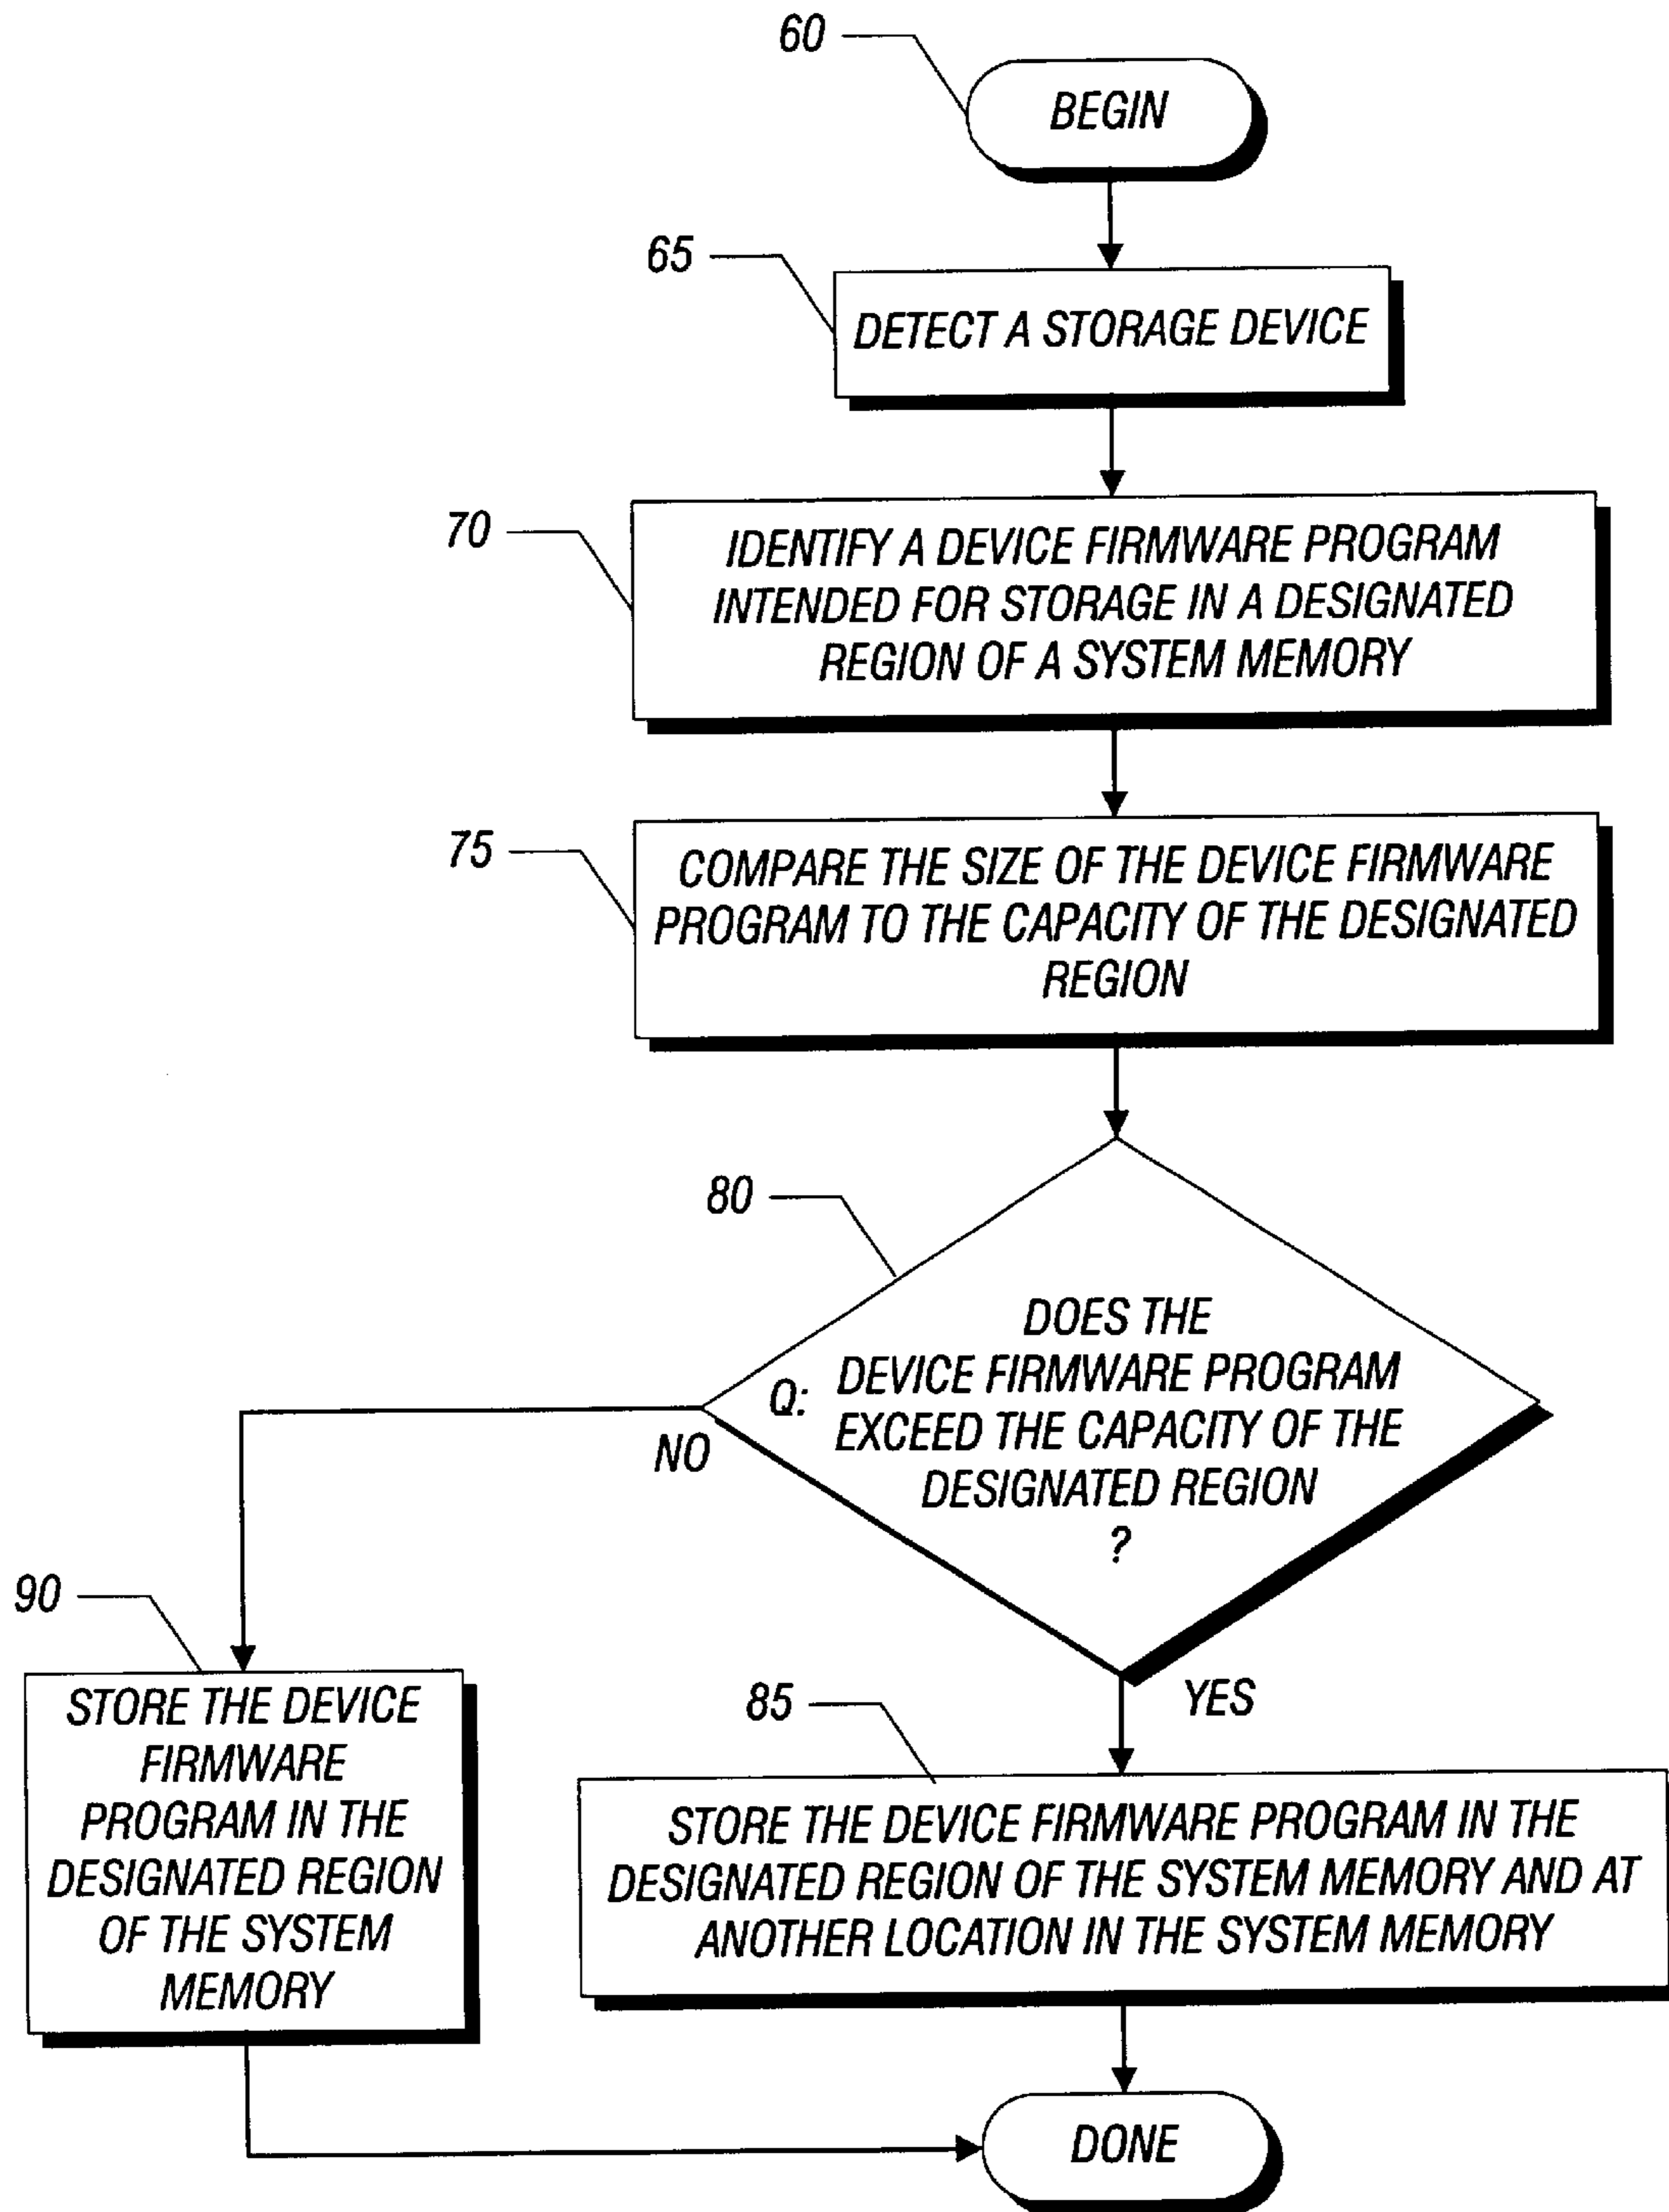 60
BEGIN
65
DETECT A STORAGE DEVICE
70
IDENTIFY A DEVICE FIRMWARE PROGRAM
INTENDED FOR STORAGE IN A DESIGNATED
REGION OF A SYSTEM MEMORY
75
COMPARE THE SIZE OF THE DEVICE FIRMWARE
PROGRAM TO THE CAPACITY OF THE DESIGNATED
REGION
80
DOES THE
Q: DEVICE FIRMWARE PROGRAM
EXCEED THE CAPACITY OF THE
DESIGNATED REGION
?
NO
YES
90
STORE THE DEVICE
FIRMWARE
PROGRAM IN THE
DESIGNATED REGION
OF THE SYSTEM
MEMORY
85
STORE THE DEVICE FIRMWARE PROGRAM IN THE
DESIGNATED REGION OF THE SYSTEM MEMORY AND AT
ANOTHER LOCATION IN THE SYSTEM MEMORY
DONE